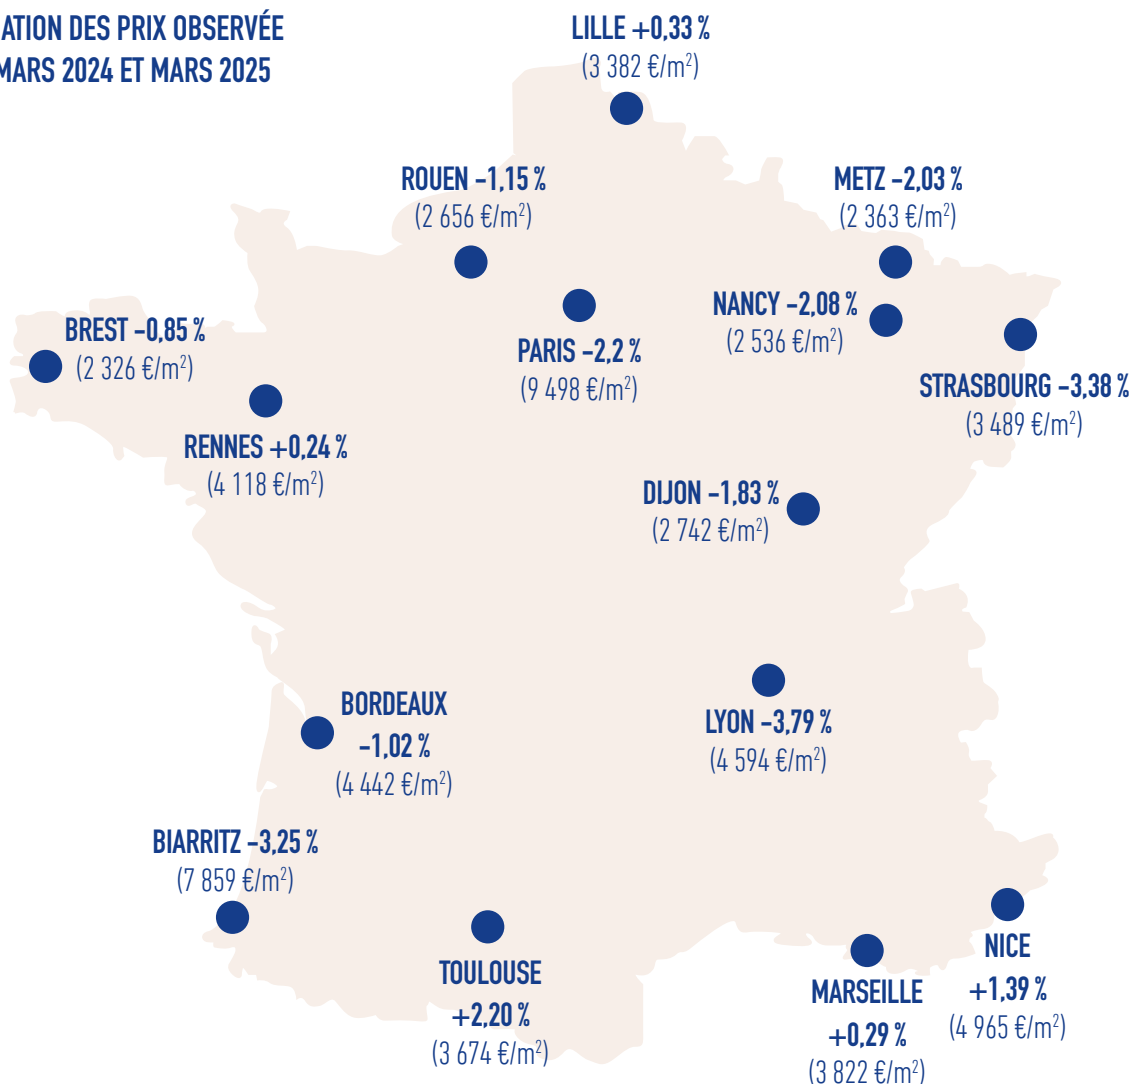 ATION DES PRIX OBSERVÉE
MARS 2024 ET MARS 2025
LILLE +0,33 %
(3 382 €/m²)
ROUEN -1,15 %
(2 656 €/m²)
METZ -2,03 %
(2 363 €/m²)
NANCY -2,08 %
(2 536 €/m²)
BREST -0,85 %
(2 326 €/m²)
PARIS -2,2 %
(9 498 €/m²)
STRASBOURG -3,38 %
(3 489 €/m²)
RENNES +0,24 %
(4 118 €/m²)
DIJON -1,83 %
(2 742 €/m²)
BORDEAUX
-1,02 %
(4 442 €/m²)
LYON -3,79 %
(4 594 €/m²)
BIARRITZ -3,25 %
(7 859 €/m²)
TOULOUSE
+2,20 %
(3 674 €/m²)
MARSEILLE
+0,29 %
(3 822 €/m²)
NICE
+1,39 %
(4 965 €/m²)